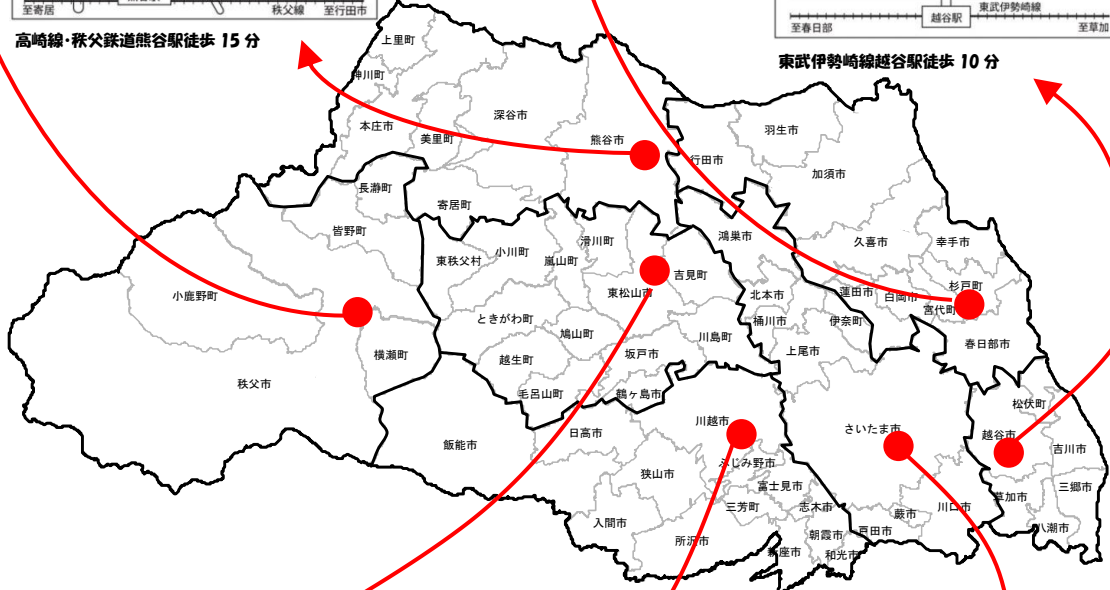 至寄居
秩父線
至行田市
高崎線・秩父鉄道熊谷駅徒歩 15 分
東武伊勢崎線
越谷駅
至春日部
至草加
東武伊勢崎線越谷駅徒歩 10 分
上里町
神川町
本庄市
美里町
深谷市
熊谷市
行田市
羽生市
加須市
長瀞町
寄居町
皆野町
東秩父村
小川町
嵐山町
滑川町
鴻巣市
久喜市
幸手市
小鹿野町
東松山市
吉見町
北本市
蓮田市
白岡市
杉戸町
宮代町
ときがわ町
鳩山町
川島町
桶川市
伊奈町
春日部市
横瀬町
越生町
坂戸市
上尾市
秩父市
毛呂山町
鶴ヶ島市
松伏町
飯能市
日高市
川越市
さいたま市
越谷市
吉川市
狭山市
ふじみ野市
富士見市
三郷市
入間市
三芳町
志木市
蕨市
川口市
草加市
所沢市
新座市
朝霞市
和光市
戸田市
八潮市